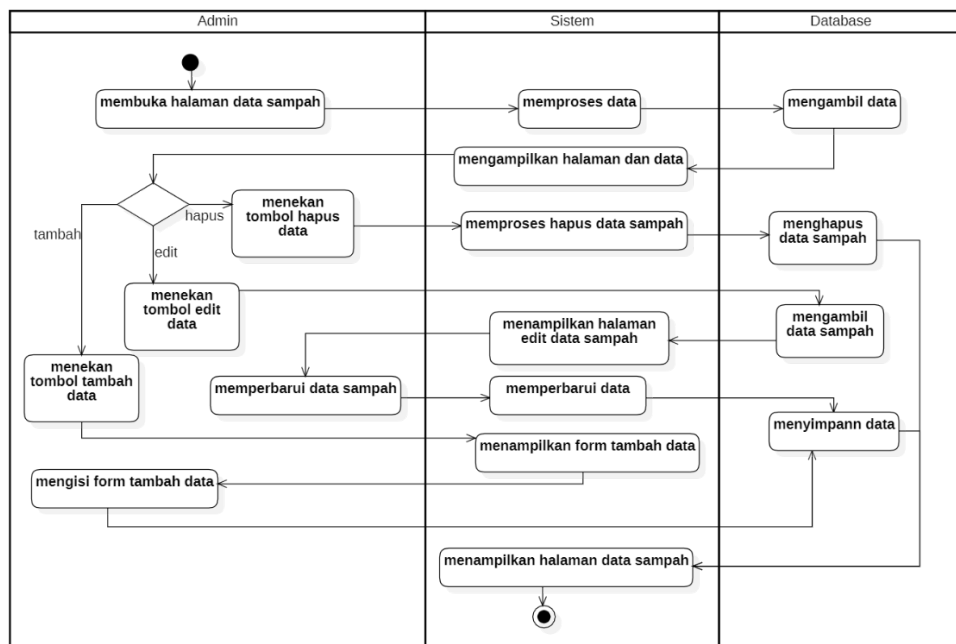 Admin
Sistem
Database
membuka halaman data sampah
memproses data
mengambil data
mengampilkan halaman dan data
hapus
tambah
edit
menekan
tombol hapus
data
memproses hapus data sampah
menghapus
data sampah
menekan
tombol edit
data
mengambil
data sampah
menampilkan halaman
edit data sampah
menekan
tombol tambah
data
memperbarui data sampah
memperbarui data
menyimpann data
menampilkan form tambah data
mengisi form tambah data
menampilkan halaman data sampah